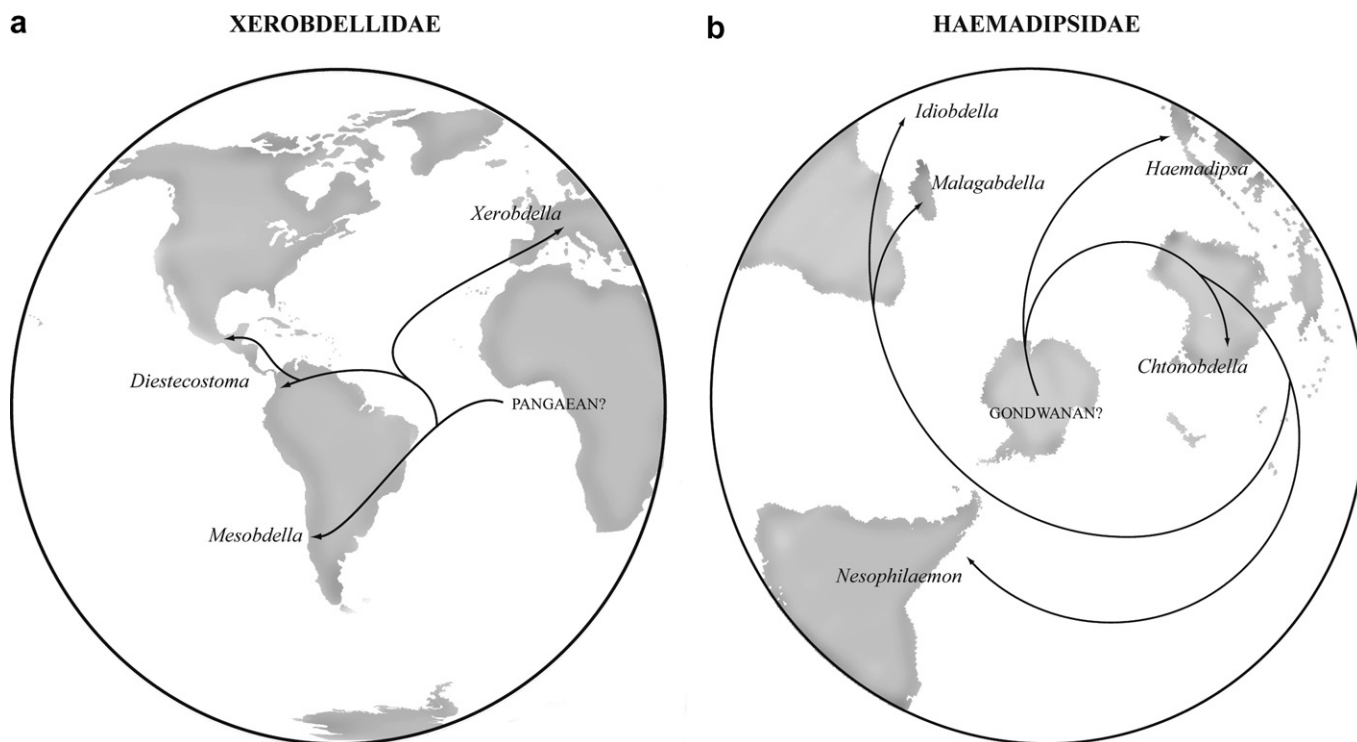 a
XEROBDELLIDAE
Xerobdella
Diestecostoma
PANGAEAN?
Mesobdella
b
HAEMADIPSIDAE
Idiobdella
Haemadipsa
Malagabdella
Chtonobdella
GONDWANAN?
Nesophilaemon